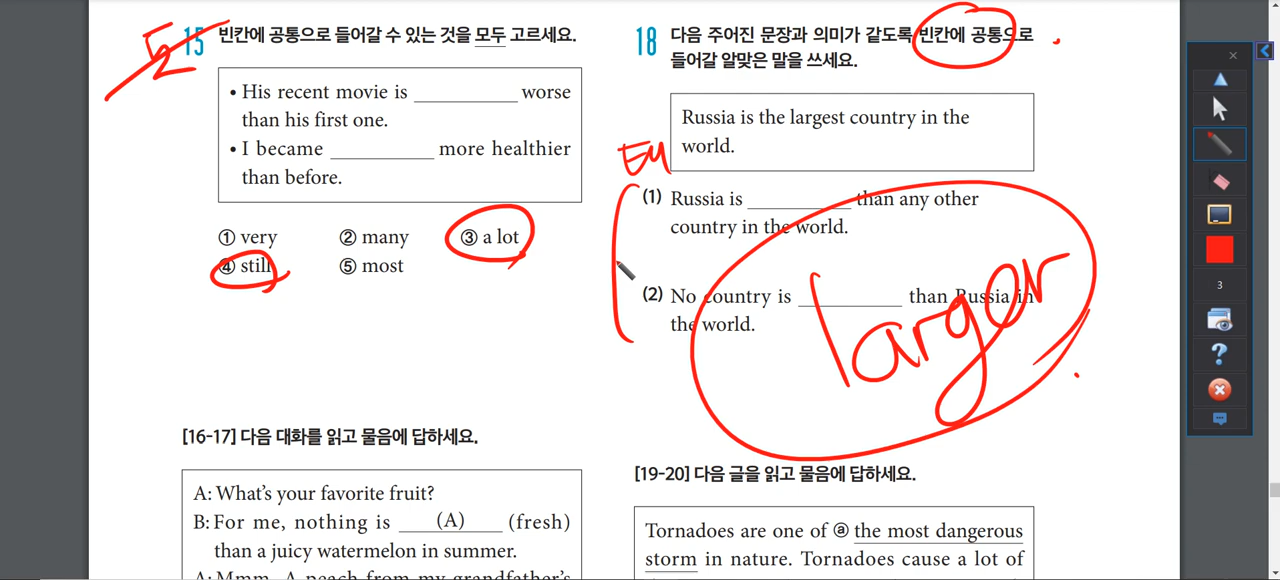 15 빈칸에 공통으로 들어갈 수 있는 것을 모두 고르세요.
• His recent movie is __________ worse
than his first one.
• I became __________ more healthier
than before.
① very ② many ③ a lot
④ still ⑤ most
[16-17] 다음 대화를 읽고 물음에 답하세요.
A: What's your favorite fruit?
B: For me, nothing is ____(A)____ (fresh)
than a juicy watermelon in summer.
A: Mmm. A peach from my grandfather's
18 다음 주어진 문장과 의미가 같도록 빈칸에 공통으로
들어갈 알맞은 말을 쓰세요.
Russia is the largest country in the
world.
(1) Russia is __________ than any other
country in the world.
(2) No country is __________ than Russia in
the world.
larger
[19-20] 다음 글을 읽고 물음에 답하세요.
Tornadoes are one of ⓐ the most dangerous
storm in nature. Tornadoes cause a lot of
3